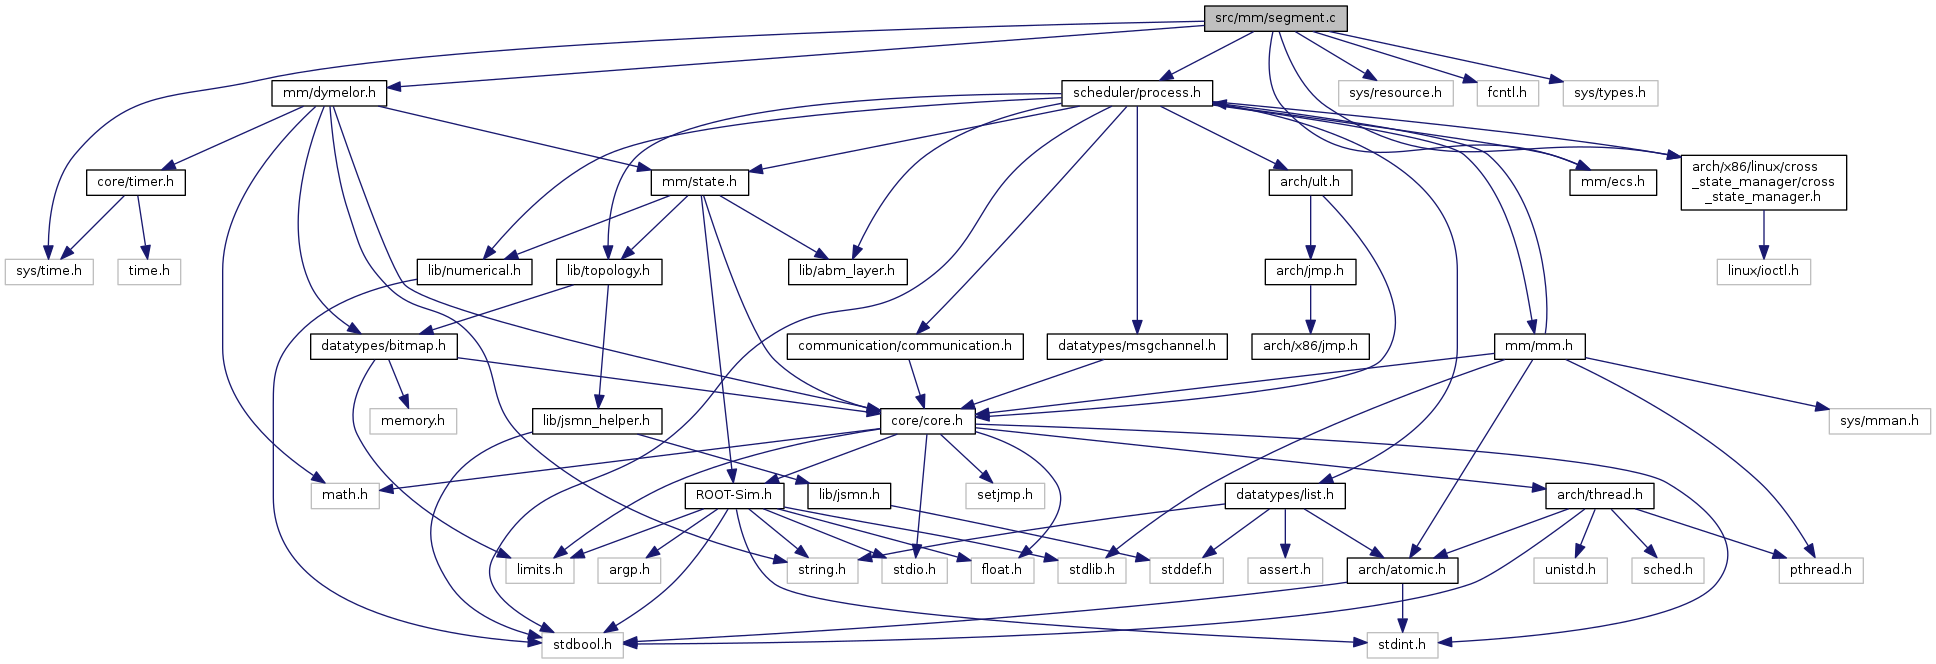 src/mm/segment.c
mm/dymelor.h
scheduler/process.h
sys/resource.h
fcntl.h
sys/types.h
core/timer.h
mm/state.h
arch/ult.h
mm/ecs.h
arch/x86/linux/cross
_state_manager/cross
_state_manager.h
sys/time.h
time.h
lib/numerical.h
lib/topology.h
lib/abm_layer.h
arch/jmp.h
linux/ioctl.h
datatypes/bitmap.h
communication/communication.h
datatypes/msgchannel.h
arch/x86/jmp.h
mm/mm.h
memory.h
lib/jsmn_helper.h
core/core.h
sys/mman.h
math.h
ROOT-Sim.h
lib/jsmn.h
setjmp.h
datatypes/list.h
arch/thread.h
limits.h
argp.h
string.h
stdio.h
float.h
stdlib.h
stddef.h
assert.h
arch/atomic.h
unistd.h
sched.h
pthread.h
stdbool.h
stdint.h